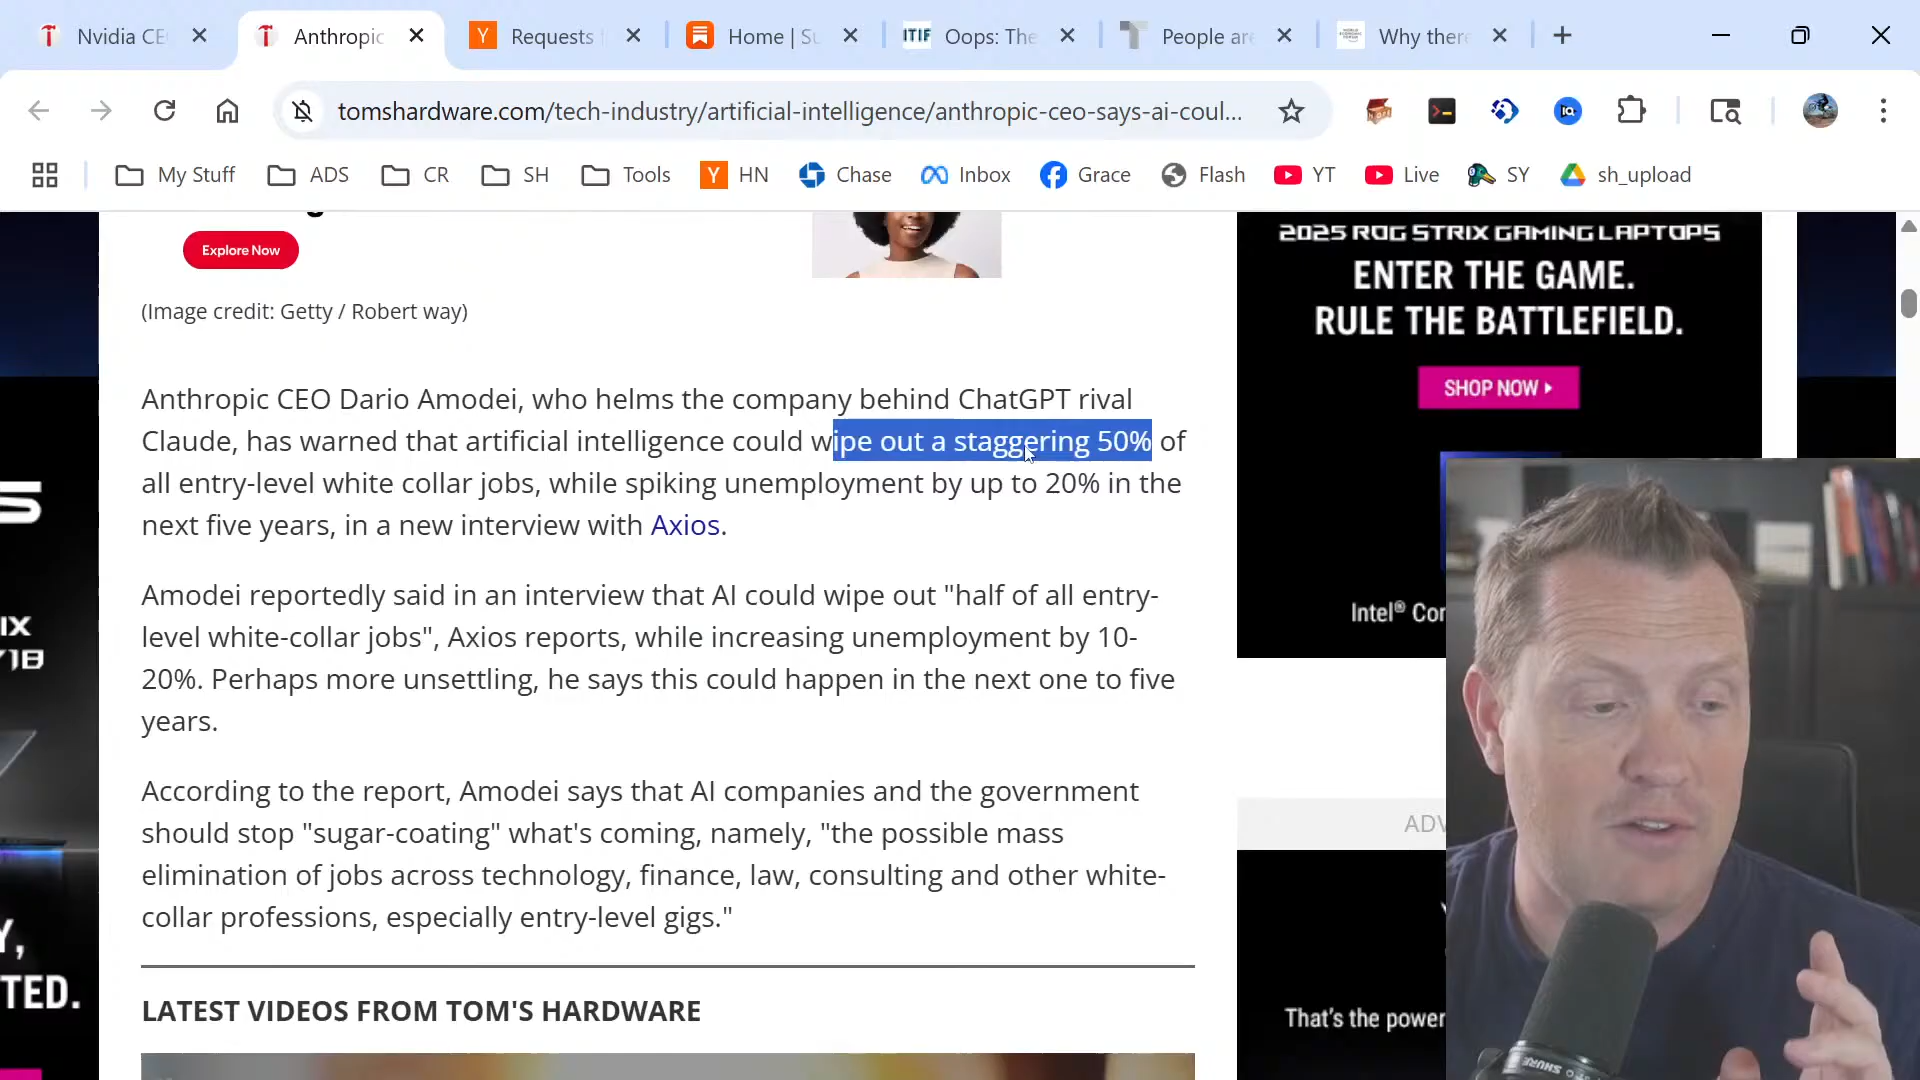 Nvidia CE
Anthropic
Requests f
Home | Su
ITIF Oops: The
People are
Why there
tomshardware.com/tech-industry/artificial-intelligence/anthropic-ceo-says-ai-coul...
My Stuff
ADS
CR
SH
Tools
HN
Chase
Inbox
Grace
Flash
YT
Live
SY
sh_upload
Explore Now
(Image credit: Getty / Robert way)
Anthropic CEO Dario Amodei, who helms the company behind ChatGPT rival
Claude, has warned that artificial intelligence could wipe out a staggering 50% of
all entry-level white collar jobs, while spiking unemployment by up to 20% in the
next five years, in a new interview with Axios.
Amodei reportedly said in an interview that AI could wipe out "half of all entry-
level white-collar jobs", Axios reports, while increasing unemployment by 10-
20%. Perhaps more unsettling, he says this could happen in the next one to five
years.
According to the report, Amodei says that AI companies and the government
should stop "sugar-coating" what's coming, namely, "the possible mass
elimination of jobs across technology, finance, law, consulting and other white-
collar professions, especially entry-level gigs."
LATEST VIDEOS FROM TOM'S HARDWARE
2025 ROG STRIX GAMING LAPTOPS
ENTER THE GAME.
RULE THE BATTLEFIELD.
SHOP NOW
Intel® Cor
ADV
That's the power
S
IX
/18
Y,
TED.
SHURE